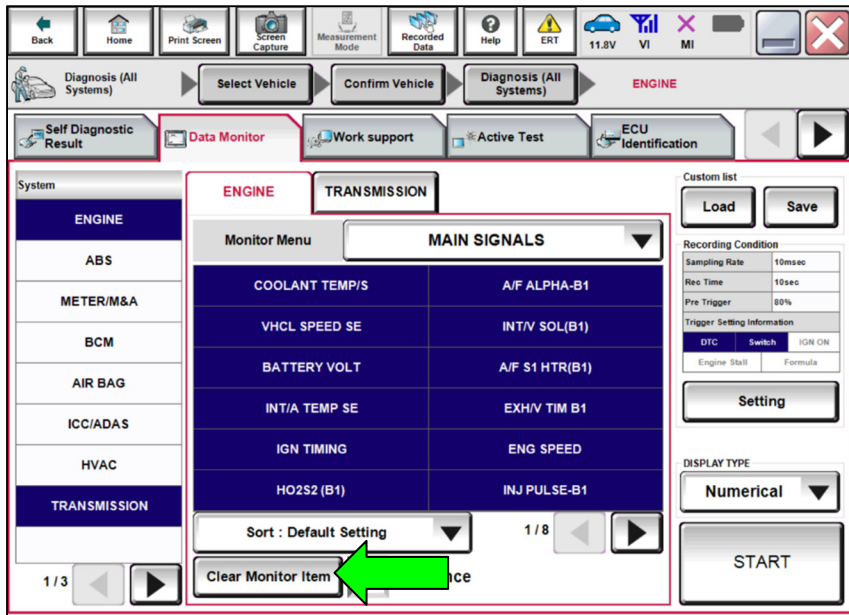 Back
Home
Print Screen
Screen
Capture
Measurement
Mode
Recorded
Data
Help
ERT
11.8V
VI
MI
Diagnosis (All
Systems)
Select Vehicle
Confirm Vehicle
Diagnosis (All
Systems)
ENGINE
Self Diagnostic
Result
Data Monitor
Work support
Active Test
ECU
Identification
System
ENGINE
ABS
METER/M&A
BCM
AIR BAG
ICC/ADAS
HVAC
TRANSMISSION
1/3
ENGINE
TRANSMISSION
Monitor Menu
MAIN SIGNALS
COOLANT TEMP/S
A/F ALPHA-B1
VHCL SPEED SE
INT/V SOL(B1)
BATTERY VOLT
A/F S1 HTR(B1)
INT/A TEMP SE
EXH/V TIM B1
IGN TIMING
ENG SPEED
HO2S2 (B1)
INJ PULSE-B1
Sort : Default Setting
1/8
Clear Monitor Item
nce
Custom list
Load
Save
Recording Condition
Sampling Rate
10msec
Rec Time
10sec
Pre Trigger
80%
Trigger Setting Information
DTC
Switch
IGN ON
Engine Stall
Formula
Setting
DISPLAY TYPE
Numerical
START